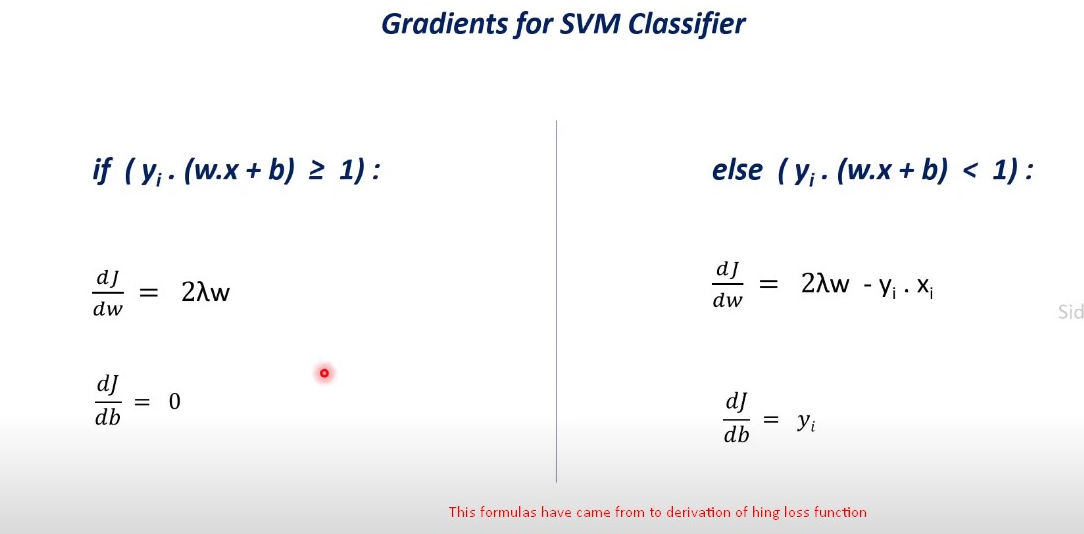 Gradients for SVM Classifier
if ( yᵢ . (w.x + b) ≥ 1) :
dJ/dw = 2λw
dJ/db = 0
else ( yᵢ . (w.x + b) < 1) :
dJ/dw = 2λw - yᵢ . xᵢ
dJ/db = yᵢ
Sid
This formulas have came from to derivation of hing loss function